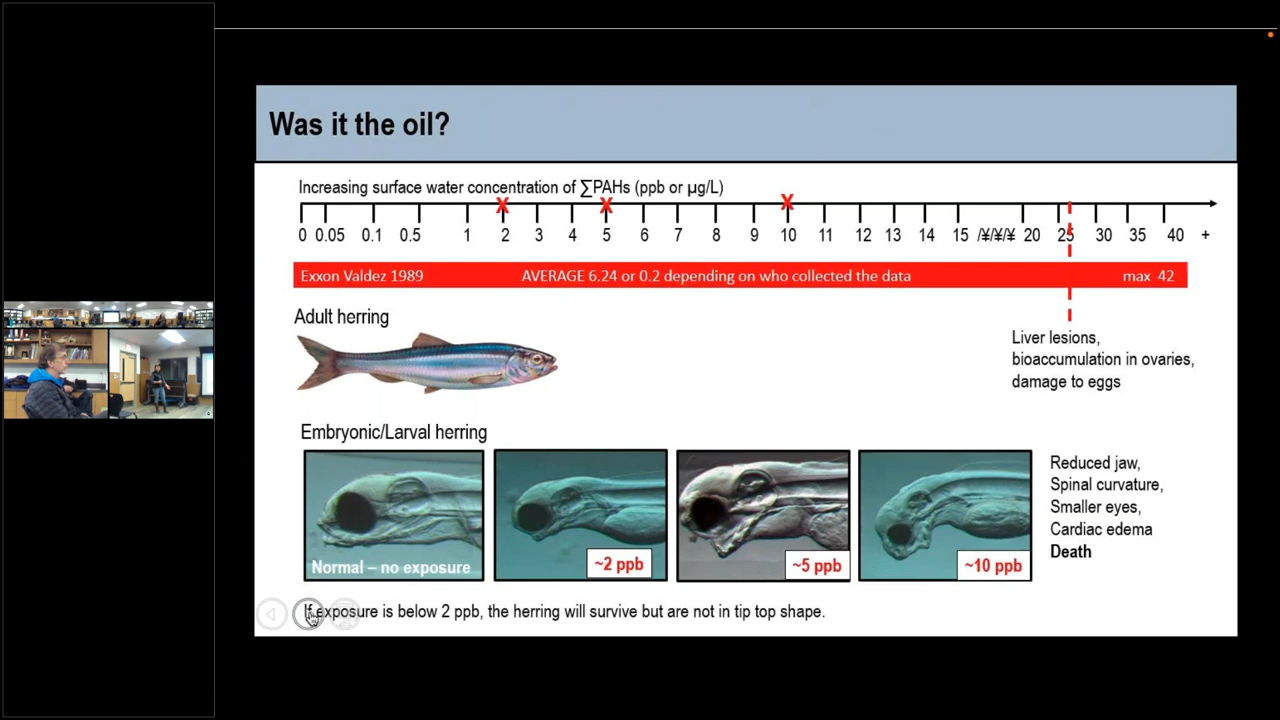 Was it the oil?
Increasing surface water concentration of ∑PAHs (ppb or µg/L)
X X X
0 0.05 0.1 0.5 1 2 3 4 5 6 7 8 9 10 11 12 13 14 15 /¥/¥/¥ 20 25 30 35 40 +
Exxon Valdez 1989 AVERAGE 6.24 or 0.2 depending on who collected the data max 42
Adult herring
Liver lesions,
bioaccumulation in ovaries,
damage to eggs
Embryonic/Larval herring
Normal – no exposure
~2 ppb
~5 ppb
~10 ppb
Reduced jaw,
Spinal curvature,
Smaller eyes,
Cardiac edema
Death
If exposure is below 2 ppb, the herring will survive but are not in tip top shape.